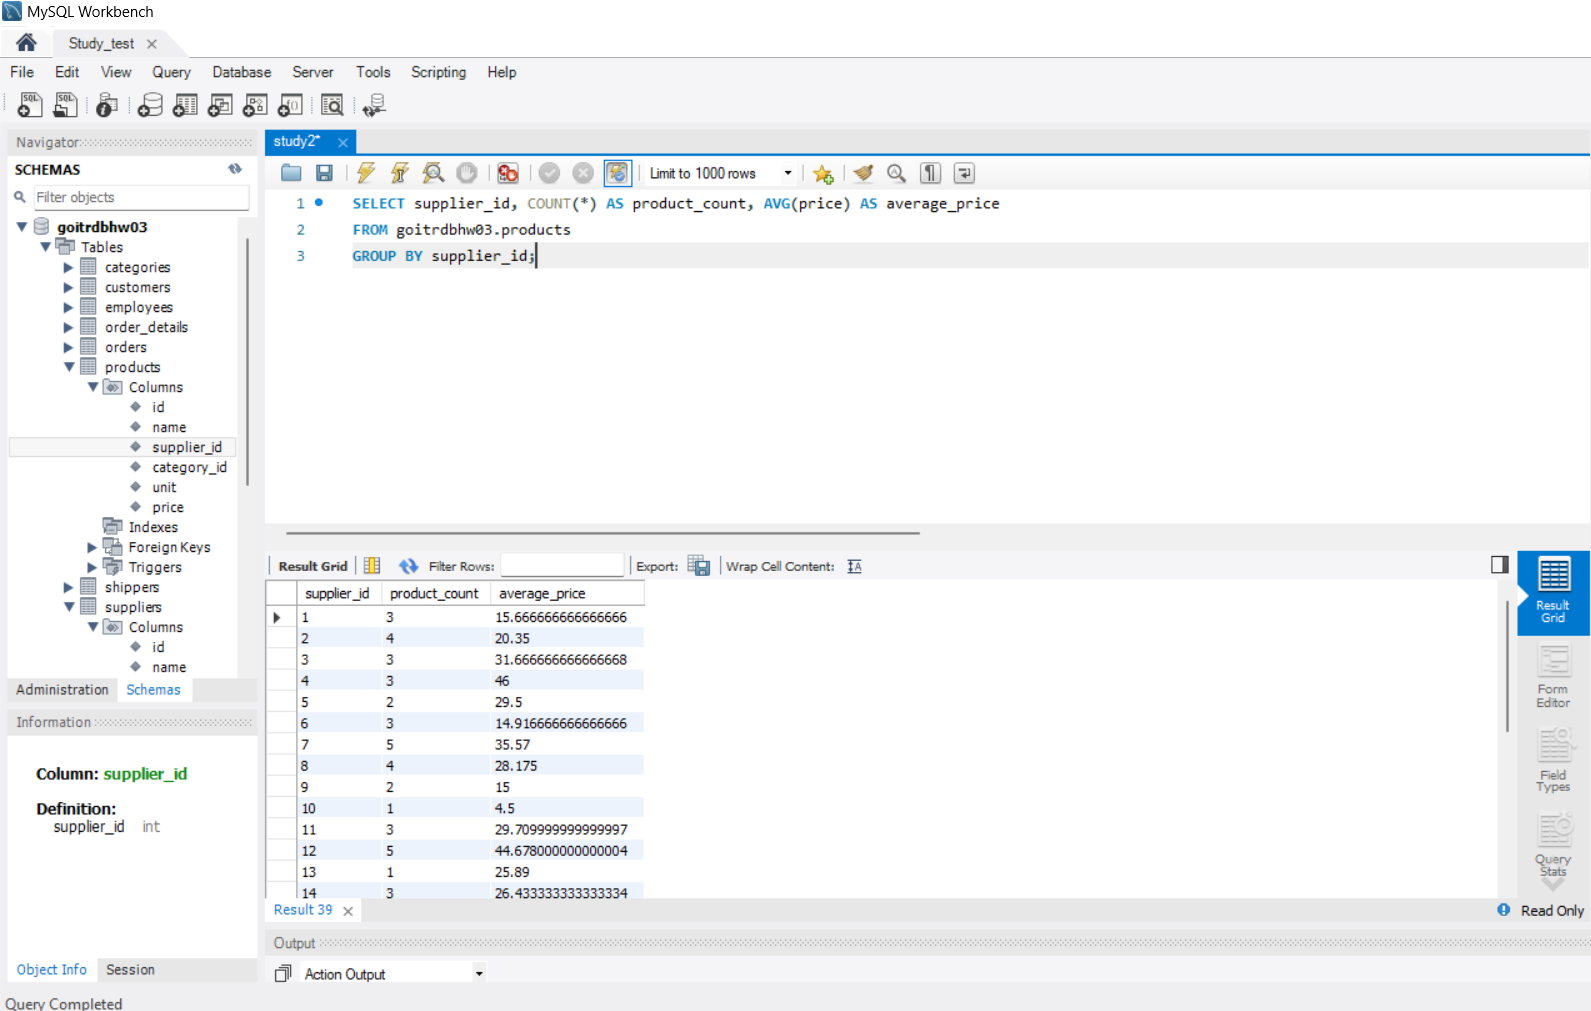 MySQL Workbench
Study_test
File Edit View Query Database Server Tools Scripting Help
Navigator
SCHEMAS
Filter objects
goitrdbhw03
Tables
categories
customers
employees
order_details
orders
products
Columns
id
name
supplier_id
category_id
unit
price
Indexes
Foreign Keys
Triggers
shippers
suppliers
Columns
id
name
Administration Schemas
Information
Column: supplier_id
Definition:
supplier_id int
Object Info Session
Query Completed
study2*
Limit to 1000 rows
1 SELECT supplier_id, COUNT(*) AS product_count, AVG(price) AS average_price
2 FROM goitrdbhw03.products
3 GROUP BY supplier_id;
Result Grid Filter Rows: Export: Wrap Cell Content:
supplier_id product_count average_price
1 3 15.666666666666666
2 4 20.35
3 3 31.666666666666668
4 3 46
5 2 29.5
6 3 14.916666666666666
7 5 35.57
8 4 28.175
9 2 15
10 1 4.5
11 3 29.709999999999997
12 5 44.678000000000004
13 1 25.89
14 3 26.433333333333334
Result Grid
Form Editor
Field Types
Query Stats
Result 39
Read Only
Output
Action Output